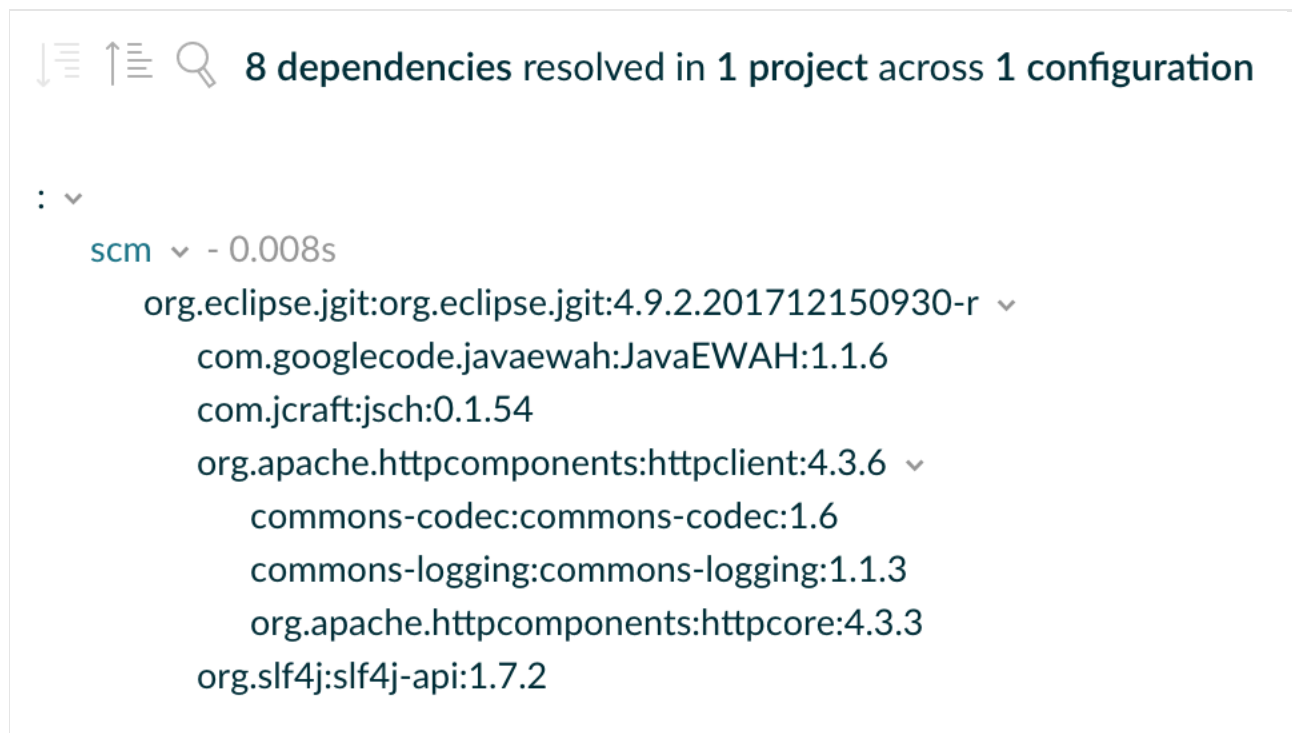 8 dependencies resolved in 1 project across 1 configuration
:
scm - 0.008s
org.eclipse.jgit:org.eclipse.jgit:4.9.2.201712150930-r
com.googlecode.javaewah:JavaEWAH:1.1.6
com.jcraft:jsch:0.1.54
org.apache.httpcomponents:httpclient:4.3.6
commons-codec:commons-codec:1.6
commons-logging:commons-logging:1.1.3
org.apache.httpcomponents:httpcore:4.3.3
org.slf4j:slf4j-api:1.7.2